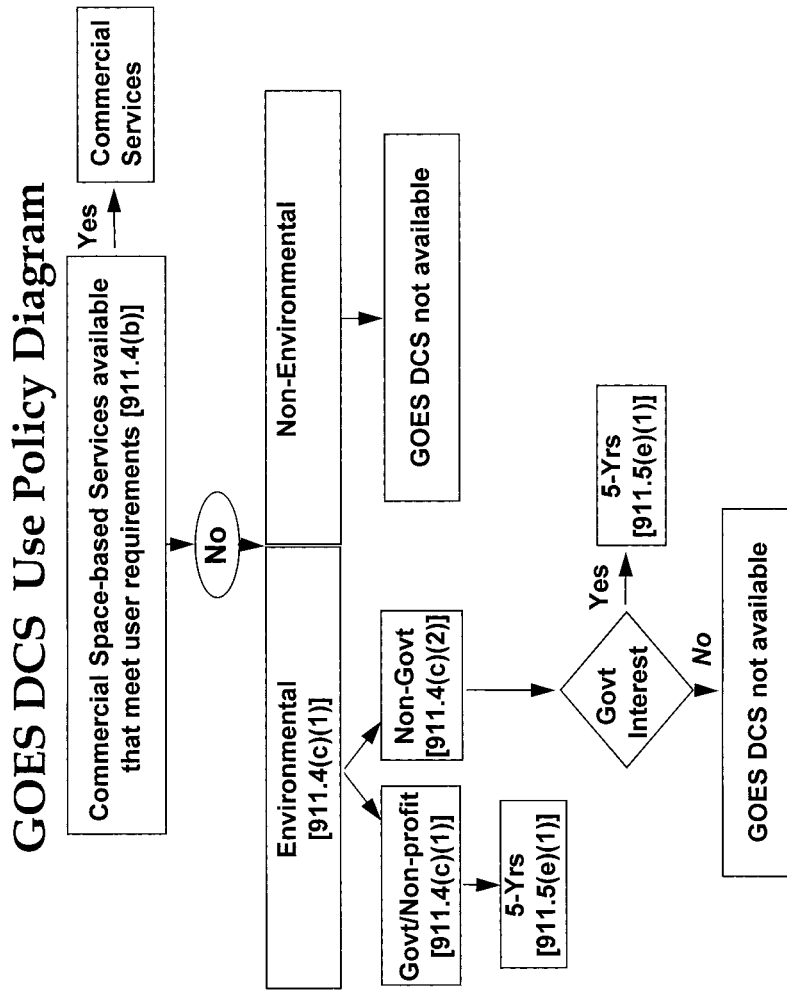 GOES DCS Use Policy Diagram
Commercial Space-based Services available
that meet user requirements [911.4(b)]
Yes
Commercial
Services
No
Environmental
[911.4(c)(1)]
Non-Environmental
Govt/Non-profit
[911.4(c)(1)]
Non-Govt
[911.4(c)(2)]
GOES DCS not available
5-Yrs
[911.5(e)(1)]
Govt
Interest
Yes
5-Yrs
[911.5(e)(1)]
No
GOES DCS not available